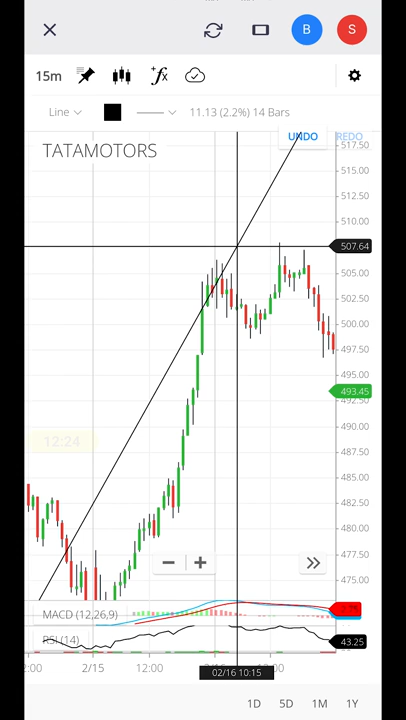 B S
15m fx
Line 11.13 (2.2%) 14 Bars
UNDO REDO
TATAMOTORS
517.50
515.00
512.50
510.00
507.64
505.00
502.50
500.00
497.50
495.00
493.45
492.50
490.00
12:24
487.50
485.00
482.50
480.00
477.50
475.00
MACD (12,26,9)
RSI (14) 43.25
2/15 12:00
02/16 10:15
1D 5D 1M 1Y